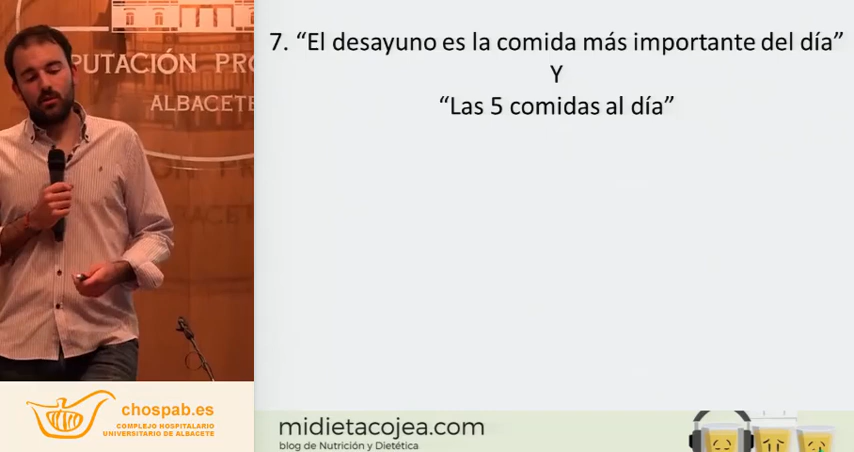 PUTACIÓN PRO
ALBACETE
7. “El desayuno es la comida más importante del día”
Y
“Las 5 comidas al día”
chospab.es
COMPLEJO HOSPITALARIO
UNIVERSITARIO DE ALBACETE
midietacojea.com
blog de Nutrición y Dietética